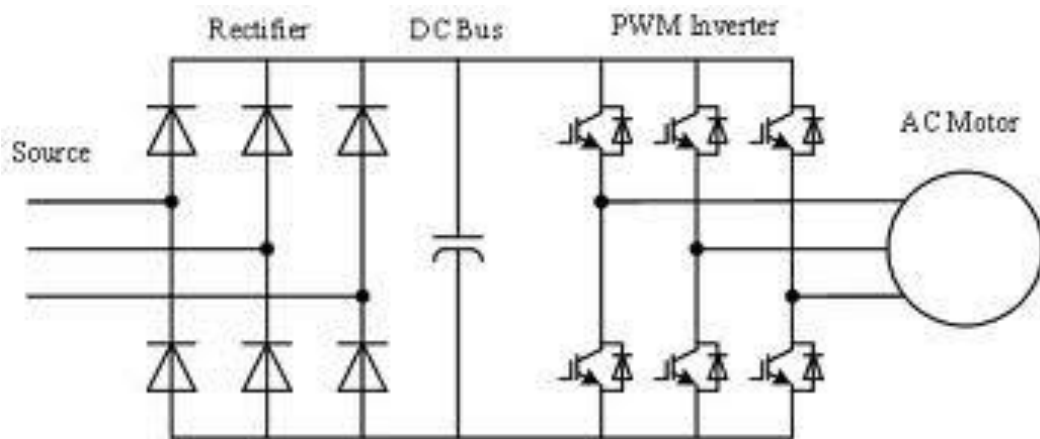 Rectifier
DC Bus
PWM Inverter
Source
AC Motor